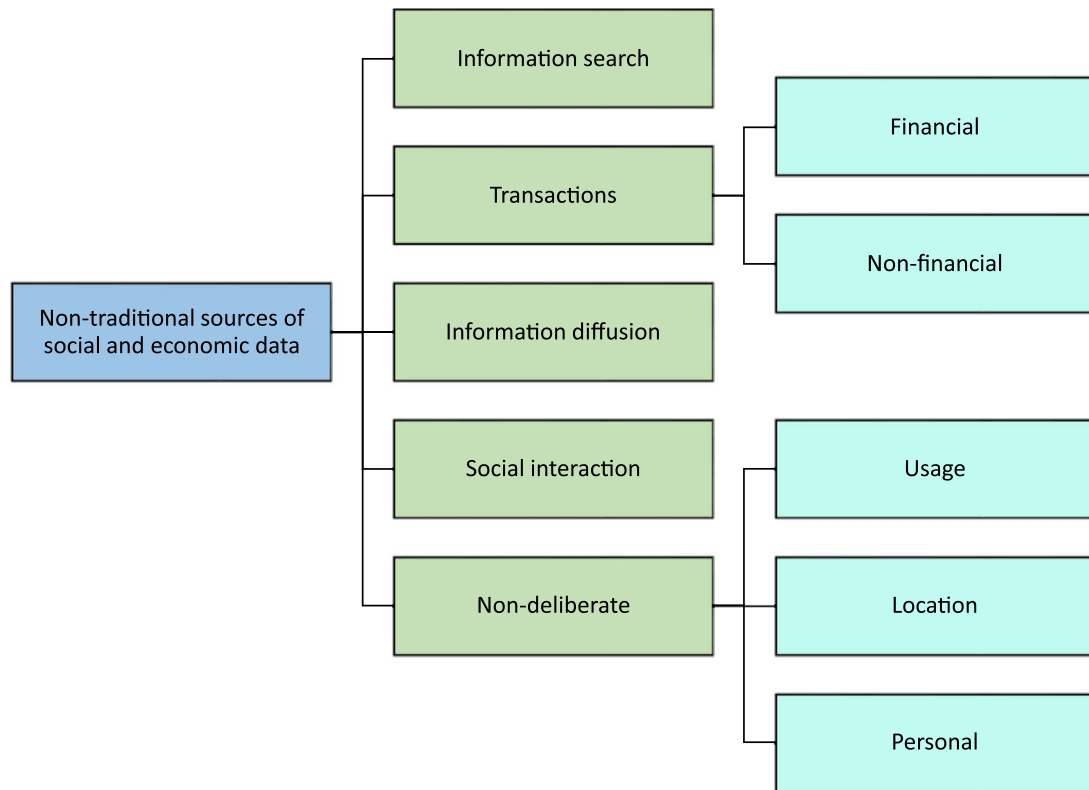 Information search
Financial
Transactions
Non-financial
Non-traditional sources of
social and economic data
Information diffusion
Social interaction
Usage
Non-deliberate
Location
Personal